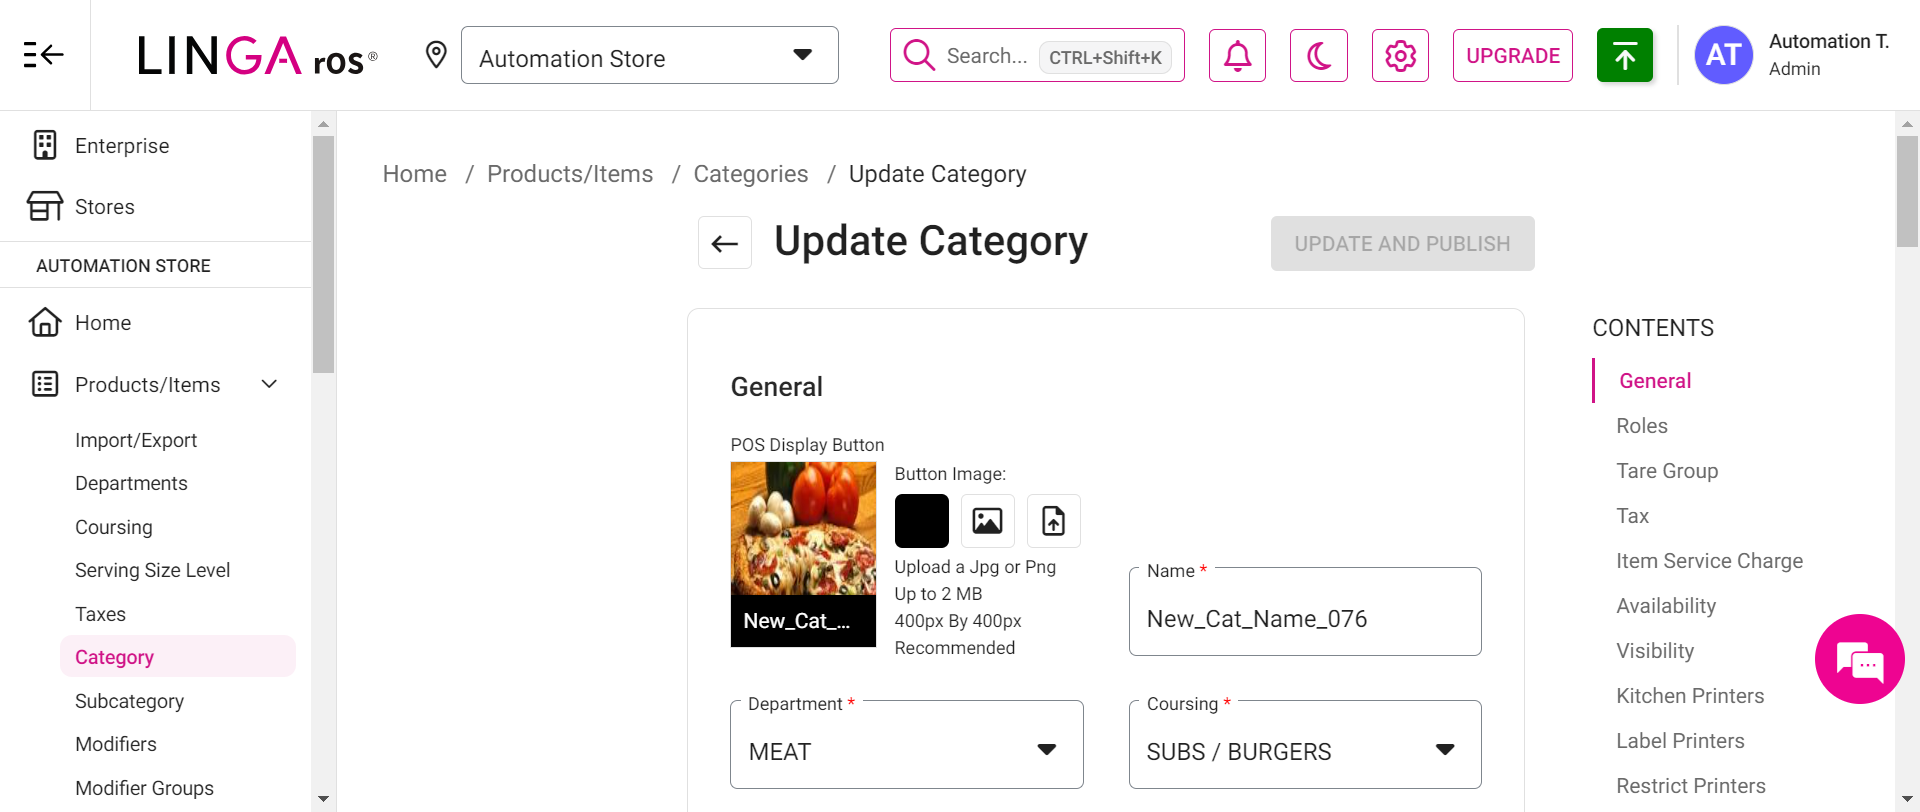 LINGA ros®
Automation Store
Search... CTRL+Shift+K
UPGRADE
AT
Automation T.
Admin
Enterprise
Stores
AUTOMATION STORE
Home
Products/Items
Import/Export
Departments
Coursing
Serving Size Level
Taxes
Category
Subcategory
Modifiers
Modifier Groups
Home / Products/Items / Categories / Update Category
Update Category
UPDATE AND PUBLISH
General
POS Display Button
New_Cat_...
Button Image:
Upload a Jpg or Png
Up to 2 MB
400px By 400px
Recommended
Name *
New_Cat_Name_076
Department *
MEAT
Coursing *
SUBS / BURGERS
CONTENTS
General
Roles
Tare Group
Tax
Item Service Charge
Availability
Visibility
Kitchen Printers
Label Printers
Restrict Printers